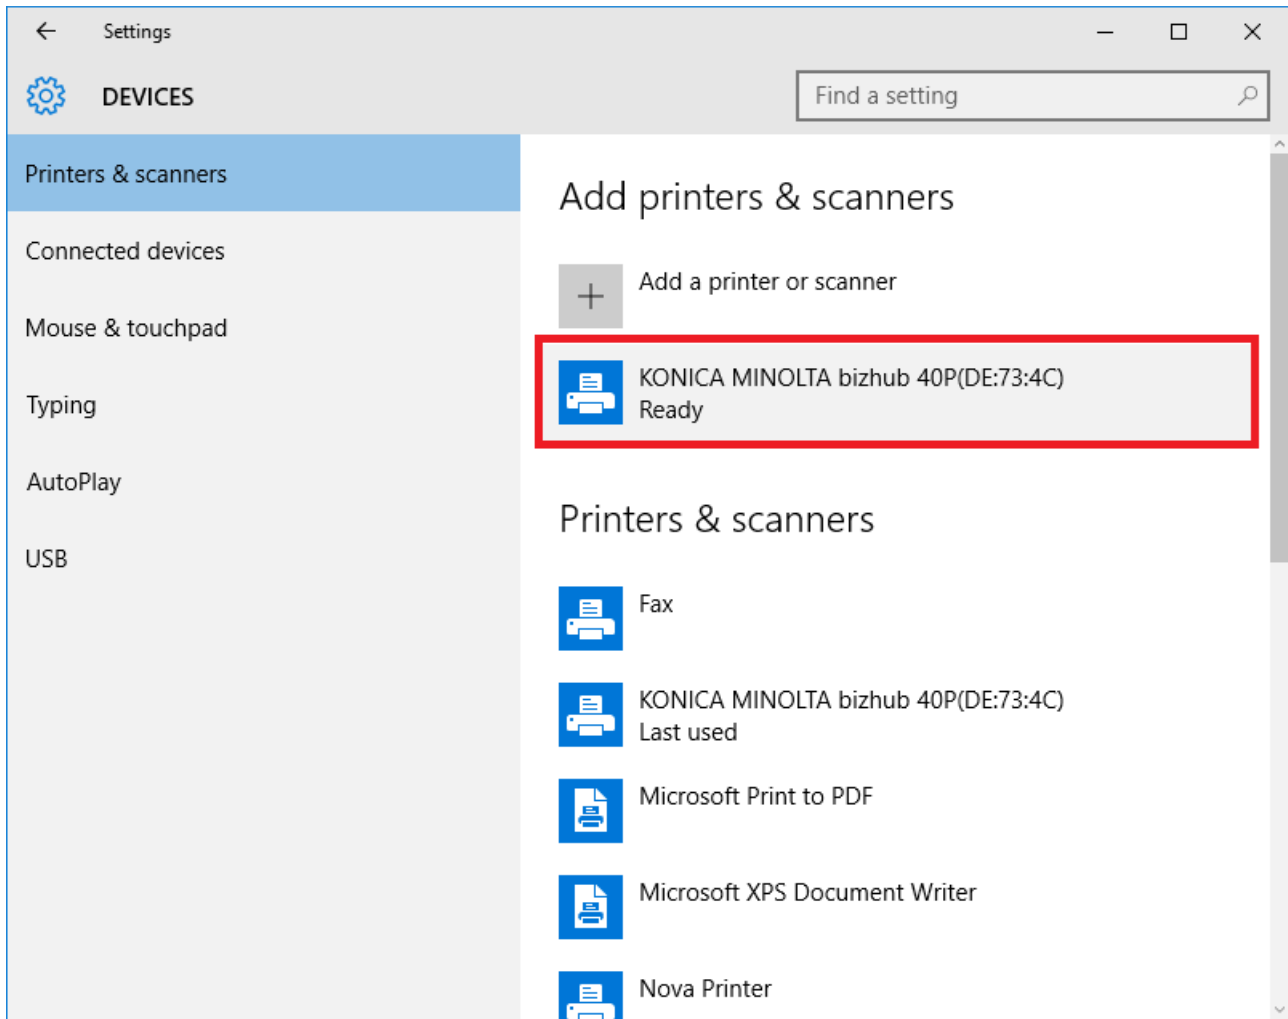 Settings
DEVICES
Find a setting
Printers & scanners
Connected devices
Mouse & touchpad
Typing
AutoPlay
USB
Add printers & scanners
Add a printer or scanner
KONICA MINOLTA bizhub 40P(DE:73:4C)
Ready
Printers & scanners
Fax
KONICA MINOLTA bizhub 40P(DE:73:4C)
Last used
Microsoft Print to PDF
Microsoft XPS Document Writer
Nova Printer